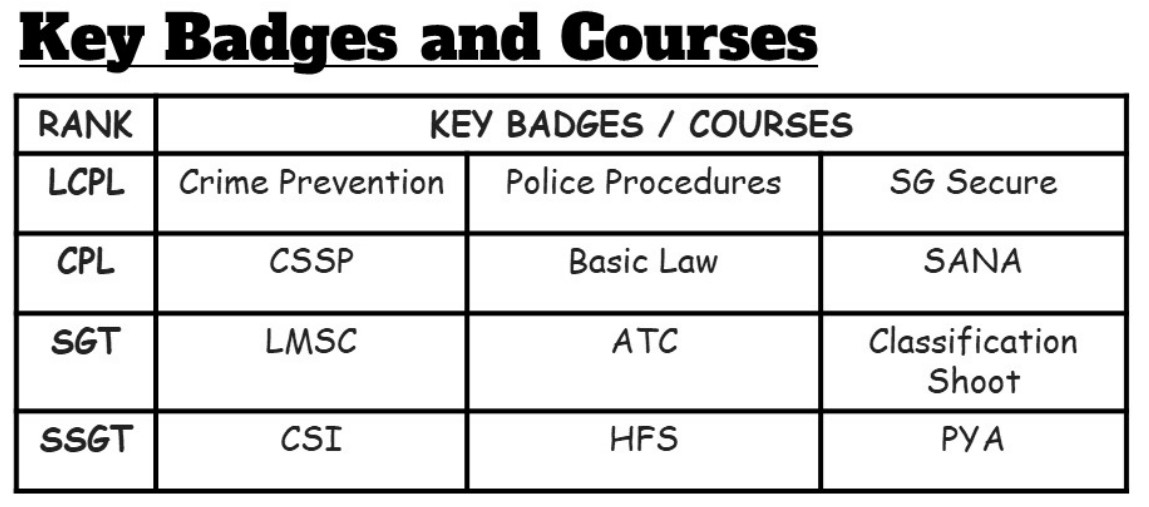 Key Badges and Courses
RANK KEY BADGES / COURSES
LCPL Crime Prevention Police Procedures SG Secure
CPL CSSP Basic Law SANA
SGT LMSC ATC Classification
Shoot
SSGT CSI HFS PYA